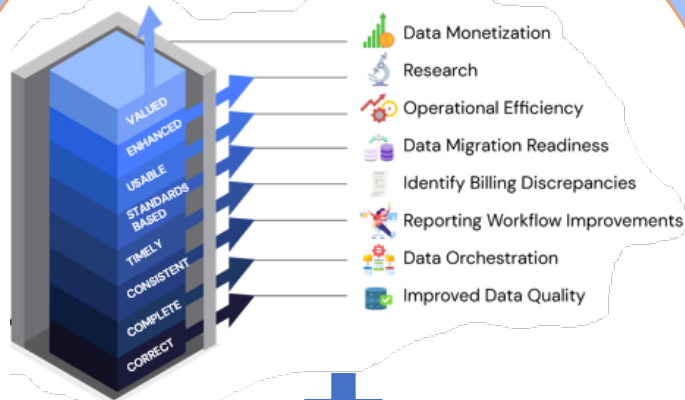 VALUED
ENHANCED
USABLE
STANDARDS
BASED
TIMELY
CONSISTENT
COMPLETE
CORRECT
Data Monetization
Research
Operational Efficiency
Data Migration Readiness
Identify Billing Discrepancies
Reporting Workflow Improvements
Data Orchestration
Improved Data Quality